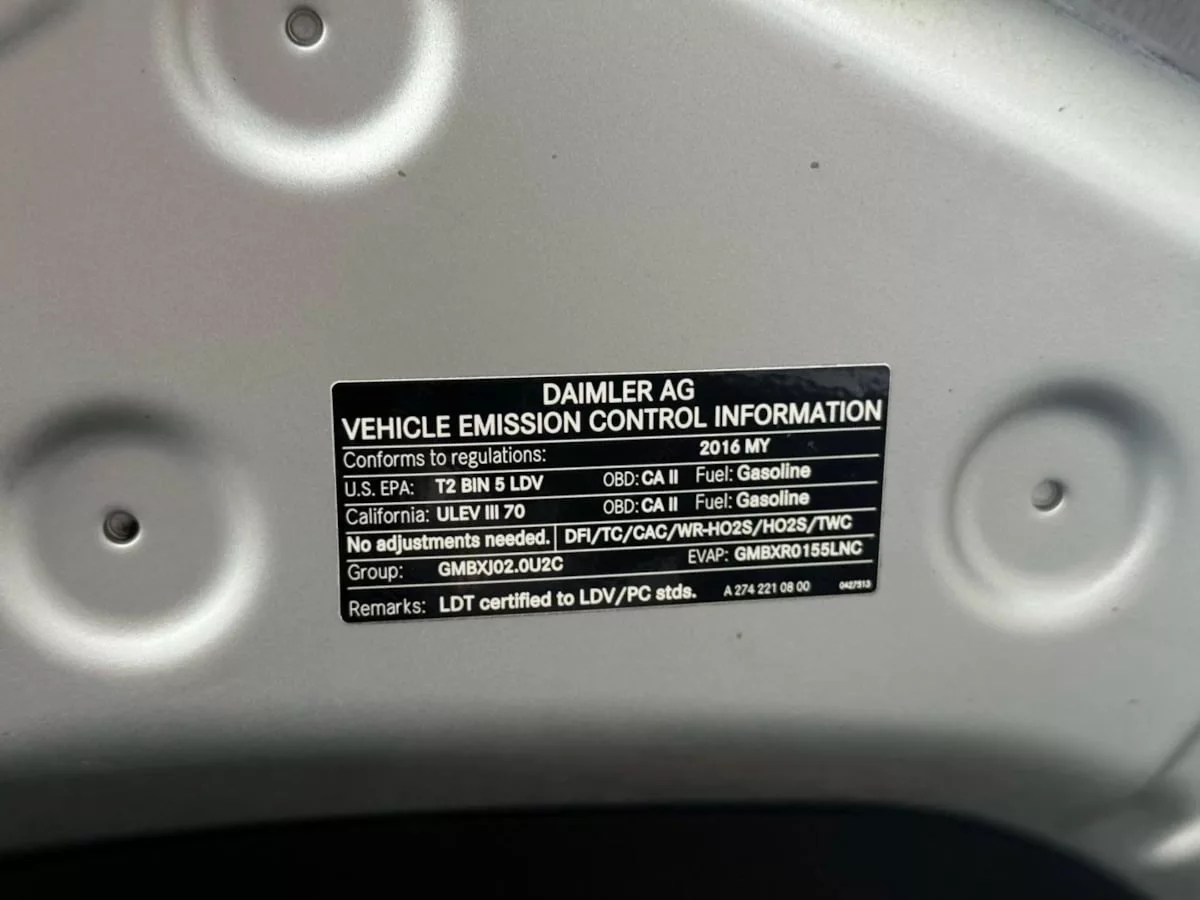 DAIMLER AG
VEHICLE EMISSION CONTROL INFORMATION
Conforms to regulations: 2016 MY
U.S. EPA: T2 BIN 5 LDV OBD: CA II Fuel: Gasoline
California: ULEV III 70 OBD: CA II Fuel: Gasoline
No adjustments needed. DFI/TC/CAC/WR-HO2S/HO2S/TWC
Group: GMBXJ02.0U2C EVAP: GMBXR0155LNC
Remarks: LDT certified to LDV/PC stds. A 274 221 08 00 0427513